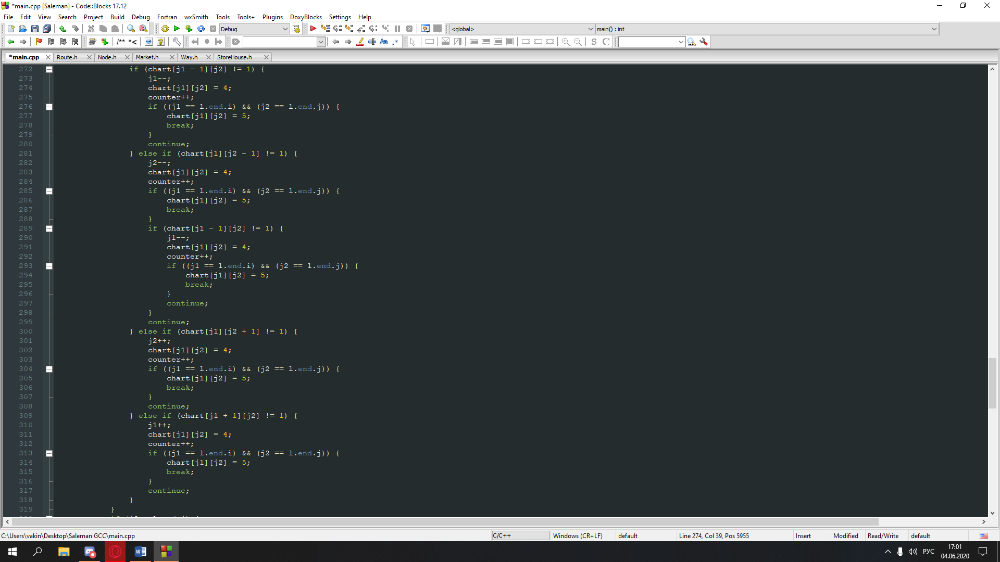 *main.cpp [Saleman] - Code::Blocks 17.12
File Edit View Search Project Build Debug Fortran wxSmith Tools Tools+ Plugins DoxyBlocks Settings Help
Debug <global> main() : int
/** *<
*main.cpp Route.h Node.h Market.h Way.h StoreHouse.h
272 if (chart[j1 - 1][j2] != 1) {
273 j1--;
274 chart[j1][j2] = 4;
275 counter++;
276 if ((j1 == l.end.i) && (j2 == l.end.j)) {
277 chart[j1][j2] = 5;
278 break;
279 }
280 continue;
281 } else if (chart[j1][j2 - 1] != 1) {
282 j2--;
283 chart[j1][j2] = 4;
284 counter++;
285 if ((j1 == l.end.i) && (j2 == l.end.j)) {
286 chart[j1][j2] = 5;
287 break;
288 }
289 if (chart[j1 - 1][j2] != 1) {
290 j1--;
291 chart[j1][j2] = 4;
292 counter++;
293 if ((j1 == l.end.i) && (j2 == l.end.j)) {
294 chart[j1][j2] = 5;
295 break;
296 }
297 continue;
298 }
299 continue;
300 } else if (chart[j1][j2 + 1] != 1) {
301 j2++;
302 chart[j1][j2] = 4;
303 counter++;
304 if ((j1 == l.end.i) && (j2 == l.end.j)) {
305 chart[j1][j2] = 5;
306 break;
307 }
308 continue;
309 } else if (chart[j1 + 1][j2] != 1) {
310 j1++;
311 chart[j1][j2] = 4;
312 counter++;
313 if ((j1 == l.end.i) && (j2 == l.end.j)) {
314 chart[j1][j2] = 5;
315 break;
316 }
317 continue;
318 }
319 }
C:\Users\vakin\Desktop\Saleman GCC\main.cpp C/C++ Windows (CR+LF) default Line 274, Col 39, Pos 5955 Insert Modified Read/Write default
РУС 17:01
04.06.2020